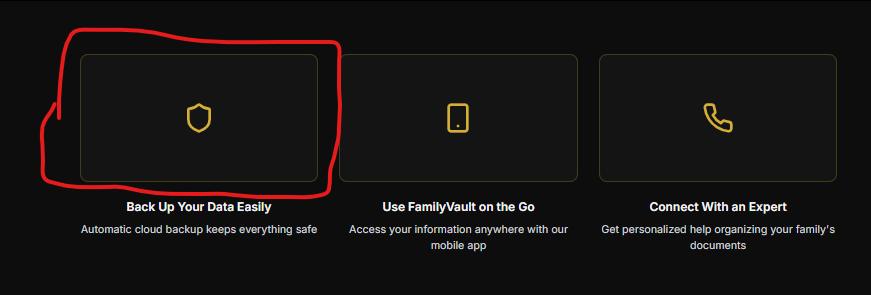 Back Up Your Data Easily
Automatic cloud backup keeps everything safe
Use FamilyVault on the Go
Access your information anywhere with our
mobile app
Connect With an Expert
Get personalized help organizing your family's
documents